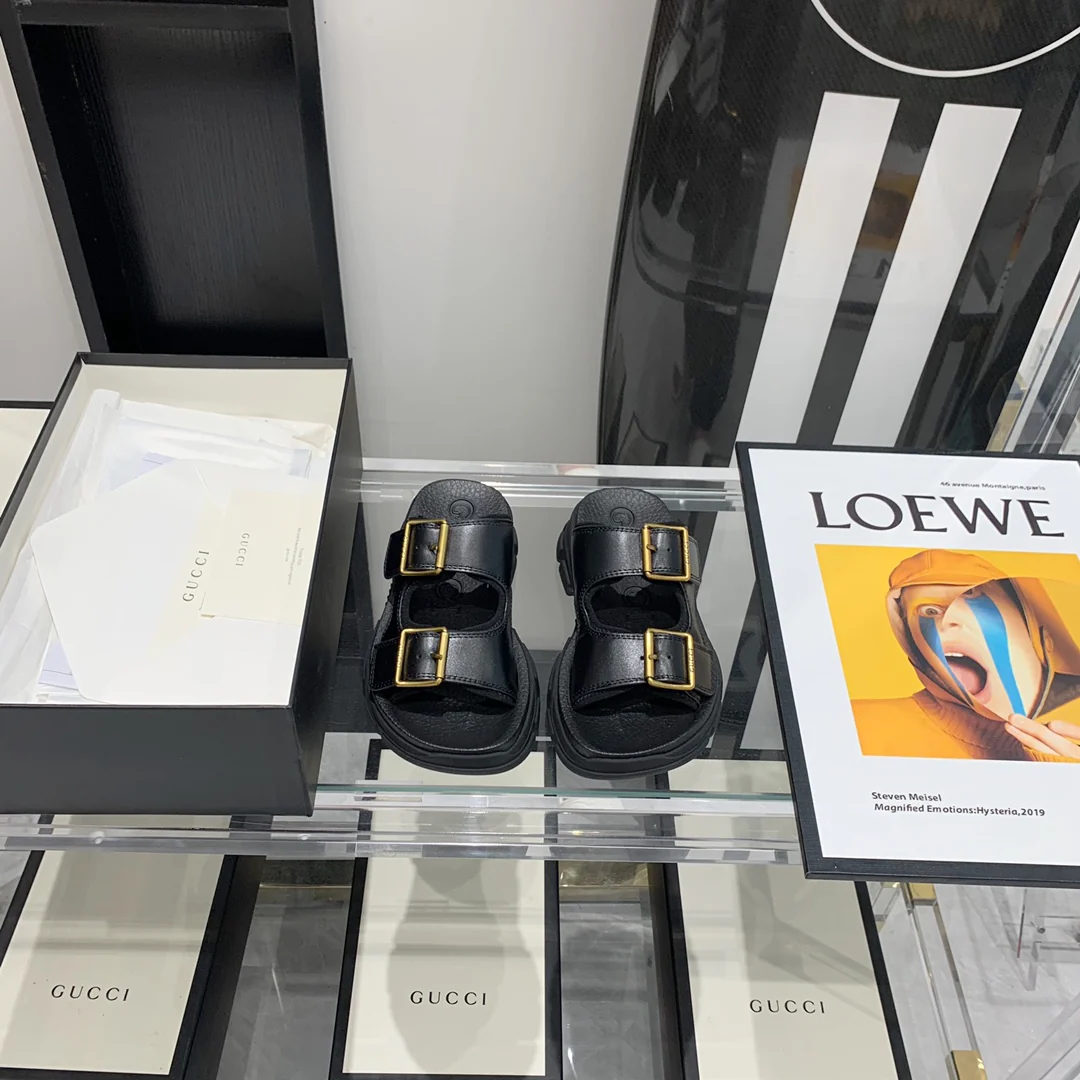 46 avenue Montaigne,paris
LOEWE
Steven Meisel
Magnified Emotions:Hysteria,2019
GUCCI
GUCCI
GUCCI
GUCCI
GUCCI